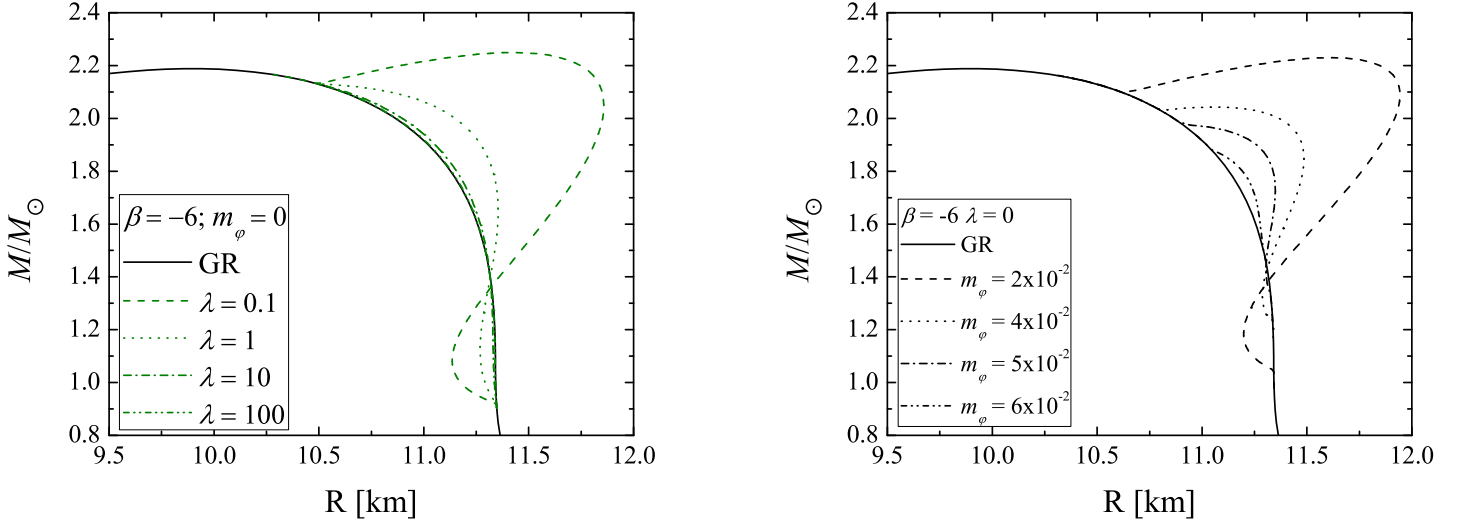 2.4
2.2
2.0
1.8
1.6
1.4
1.2
1.0
0.8
M/M⊙
β = −6; m_φ = 0
GR
λ = 0.1
λ = 1
λ = 10
λ = 100
9.5 10.0 10.5 11.0 11.5 12.0
R [km]
2.4
2.2
2.0
1.8
1.6
1.4
1.2
1.0
0.8
M/M⊙
β = -6 λ = 0
GR
m_φ = 2x10⁻²
m_φ = 4x10⁻²
m_φ = 5x10⁻²
m_φ = 6x10⁻²
9.5 10.0 10.5 11.0 11.5 12.0
R [km]